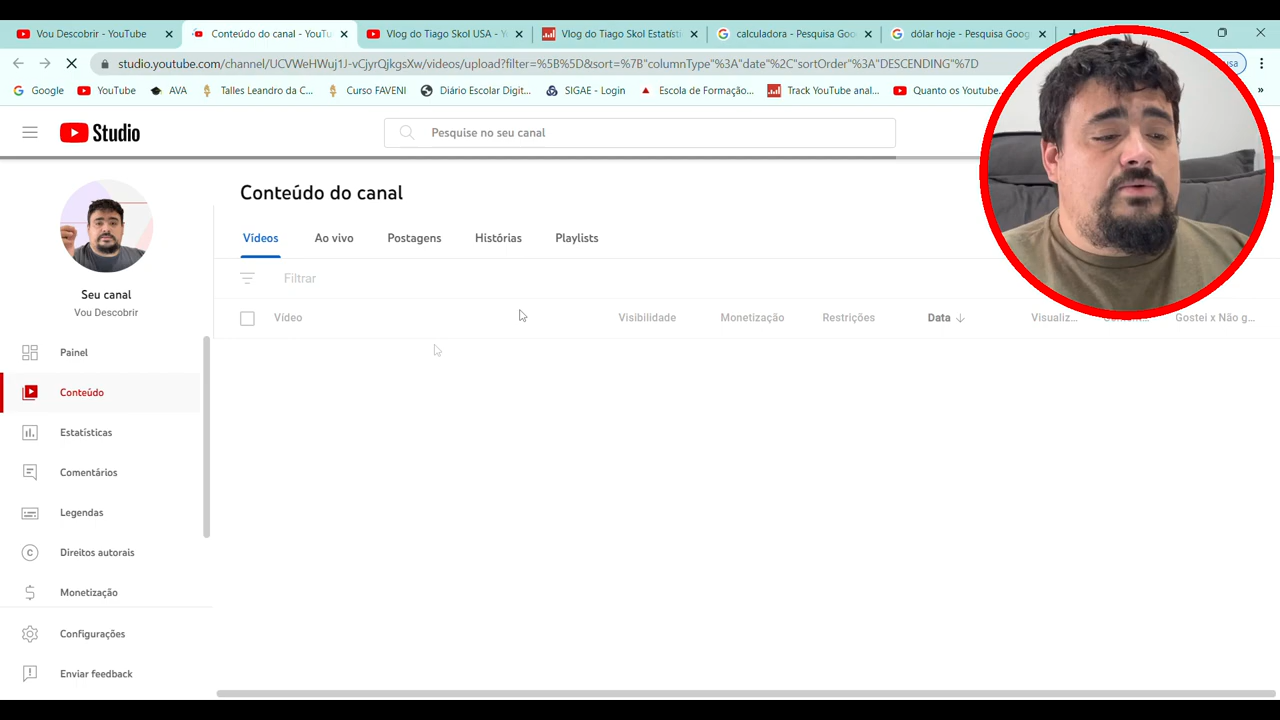 Vou Descobrir - YouTube
Conteúdo do canal - YouTu
Vlog do Tiago Skol USA - Y
Vlog do Tiago Skol Estatíst
calculadora - Pesquisa Goo
dólar hoje - Pesquisa Goog
studio.youtube.com/channel/UCVWeHWuj1J-vCjyrQjkgsXw/videos/upload?filter=%5B%5D&sort=%7B"columnType"%3A"date"%2C"sortOrder"%3A"DESCENDING"%7D
Google
YouTube
AVA
Talles Leandro da C...
Curso FAVENI
Diário Escolar Digit...
SIGAE - Login
Escola de Formação...
Track YouTube anal...
Quanto os Youtube...
Studio
Pesquise no seu canal
Conteúdo do canal
Vídeos
Ao vivo
Postagens
Histórias
Playlists
Filtrar
Vídeo
Visibilidade
Monetização
Restrições
Data
Visualiz...
Gostei x Não g...
Seu canal
Vou Descobrir
Painel
Conteúdo
Estatísticas
Comentários
Legendas
Direitos autorais
Monetização
Configurações
Enviar feedback